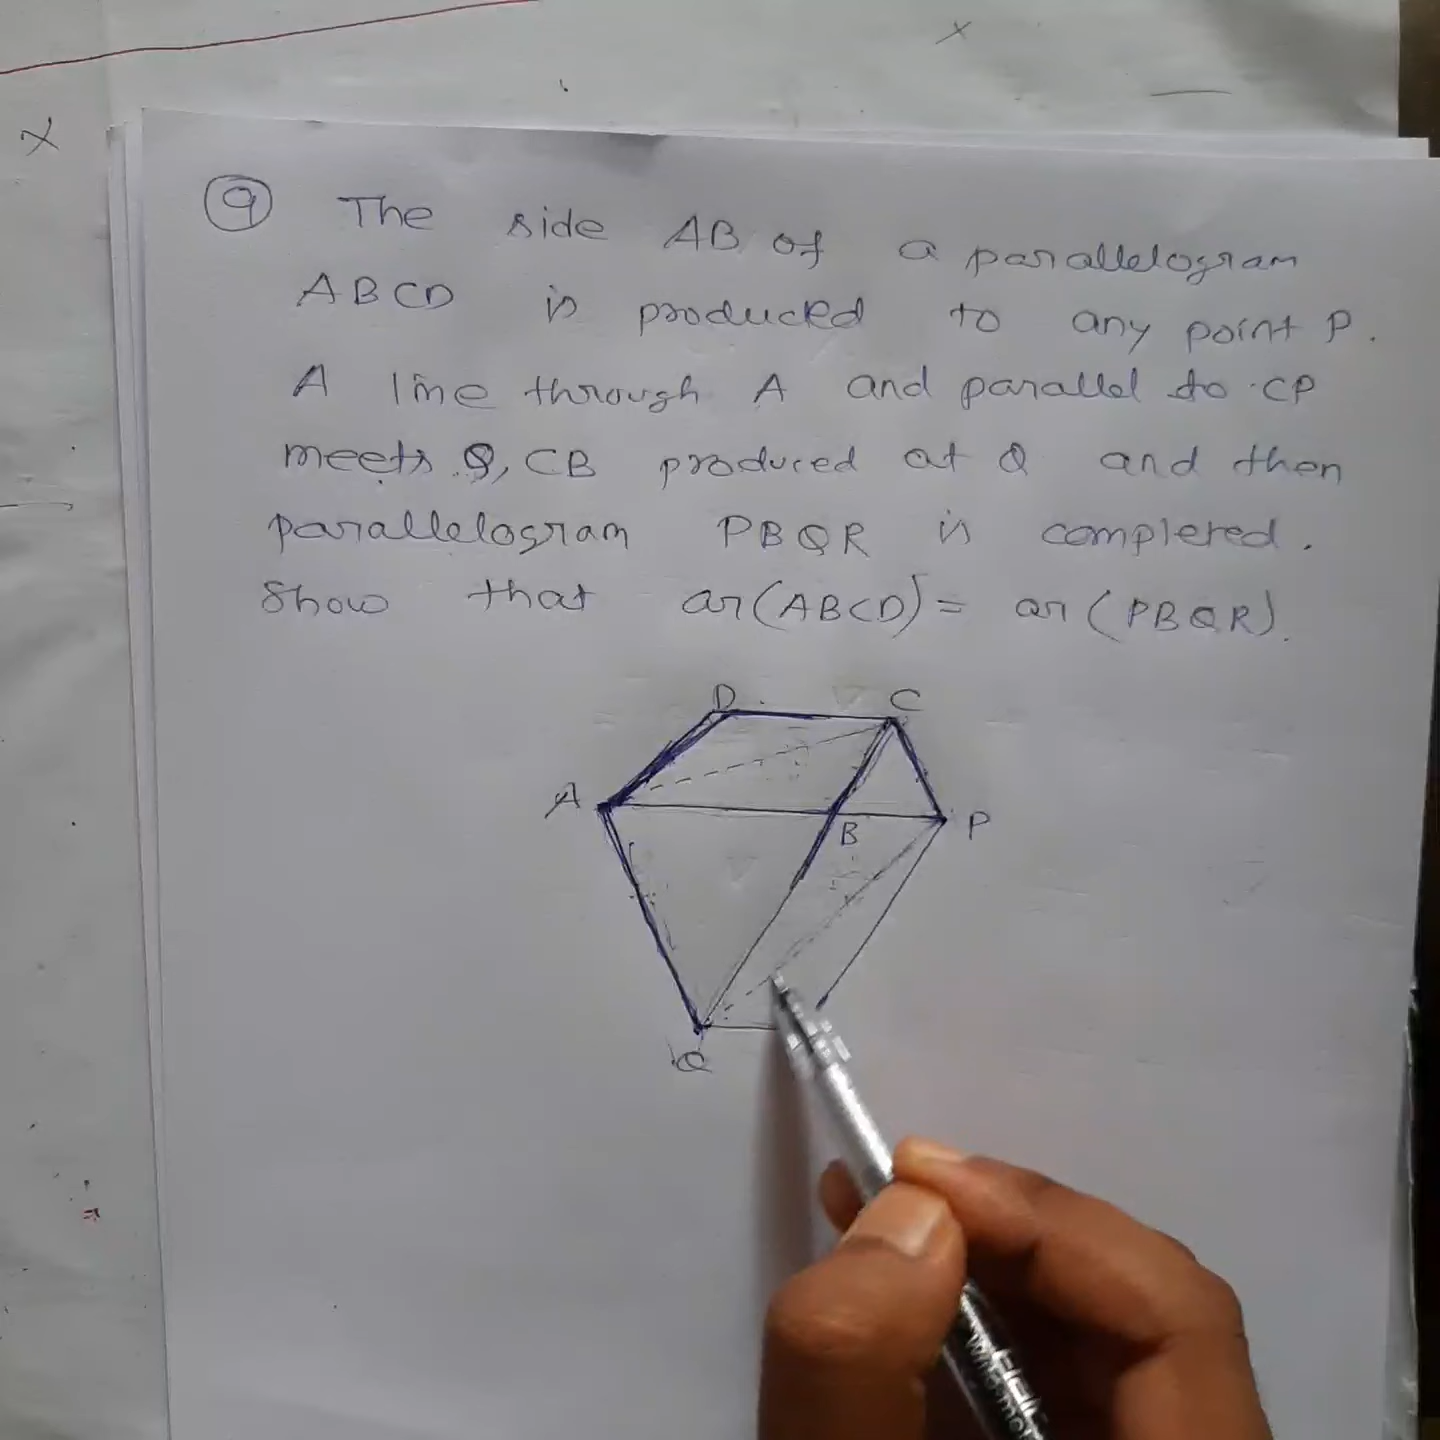 9 The side AB of a parallelogram
ABCD is produced to any point P.
A line through A and parallel to CP
meets Q, CB produced at Q and then
parallelogram PBQR is completed.
Show that ar(ABCD) = ar(PBQR).
D C
A B P
Q